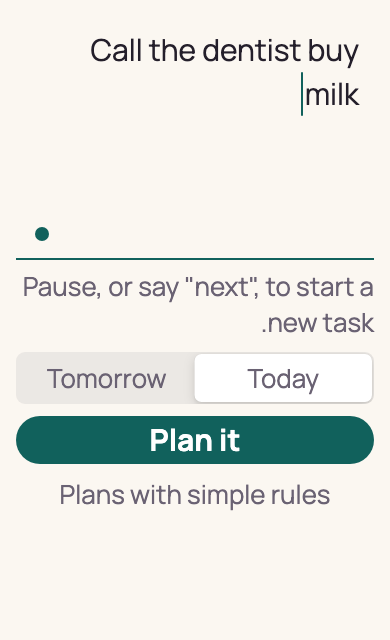 Call the dentist buy
milk
Pause, or say "next", to start a
.new task
Tomorrow Today
Plan it
Plans with simple rules